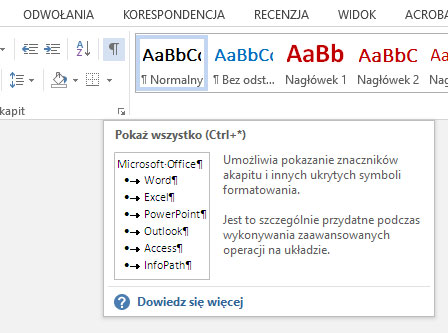 ODWOŁANIA KORESPONDENCJA RECENZJA WIDOK ACROBA
AaBbCc AaBbCc AaBbC AaBbC Aa
¶ Normalny ¶ Bez odst... Nagłówek 1 Nagłówek 2 Na
kapit
Pokaż wszystko (Ctrl+*)
Microsoft·Office¶
•→ Word¶
•→ Excel¶
•→ PowerPoint¶
•→ Outlook¶
•→ Access¶
•→ InfoPath¶
Umożliwia pokazanie znaczników
akapitu i innych ukrytych symboli
formatowania.
Jest to szczególnie przydatne podczas
wykonywania zaawansowanych
operacji na układzie.
Dowiedz się więcej